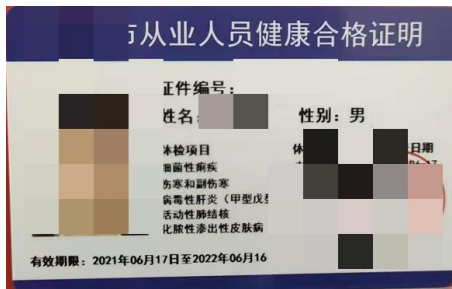 市从业人员健康合格证明
证件编号：
姓名：
性别：男
体检项目
体
日期
细菌性痢疾
伤寒和副伤寒
病毒性肝炎（甲型戊型
活动性肺结核
化脓性渗出性皮肤病
有效期限：2021年06月17日至2022年06月16